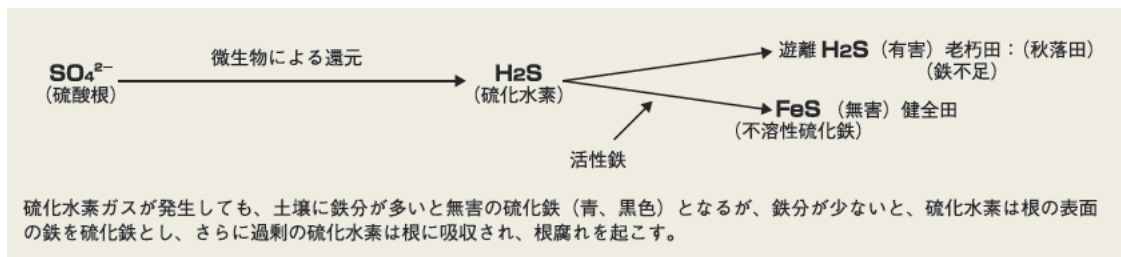 微生物による還元
SO₄²⁻
(硫酸根)
H2S
(硫化水素)
遊離 H2S (有害) 老朽田：(秋落田)
(鉄不足)
FeS (無害) 健全田
(不溶性硫化鉄)
活性鉄
硫化水素ガスが発生しても、土壌に鉄分が多いと無害の硫化鉄（青、黒色）となるが、鉄分が少ないと、硫化水素は根の表面
の鉄を硫化鉄とし、さらに過剰の硫化水素は根に吸収され、根腐れを起こす。